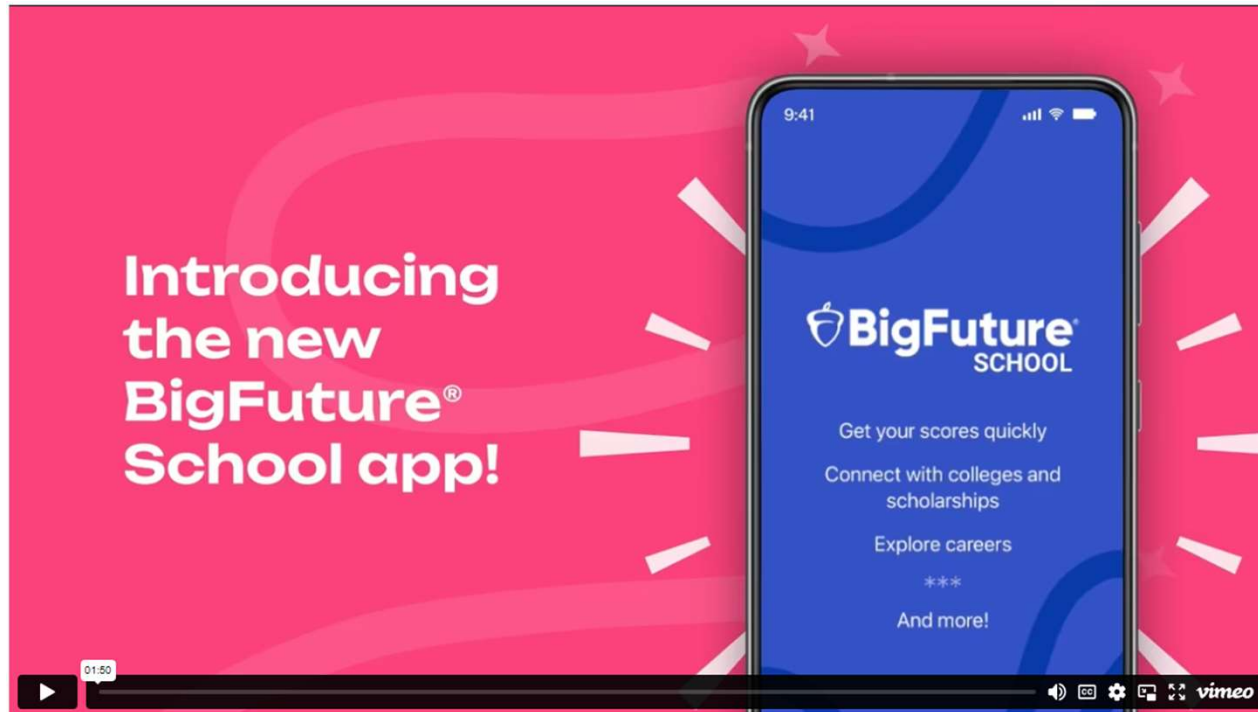 Introducing
the new
BigFuture®
School app!
9:41
BigFuture®
SCHOOL
Get your scores quickly
Connect with colleges and
scholarships
Explore careers
***
And more!
01:50
CC
vimeo